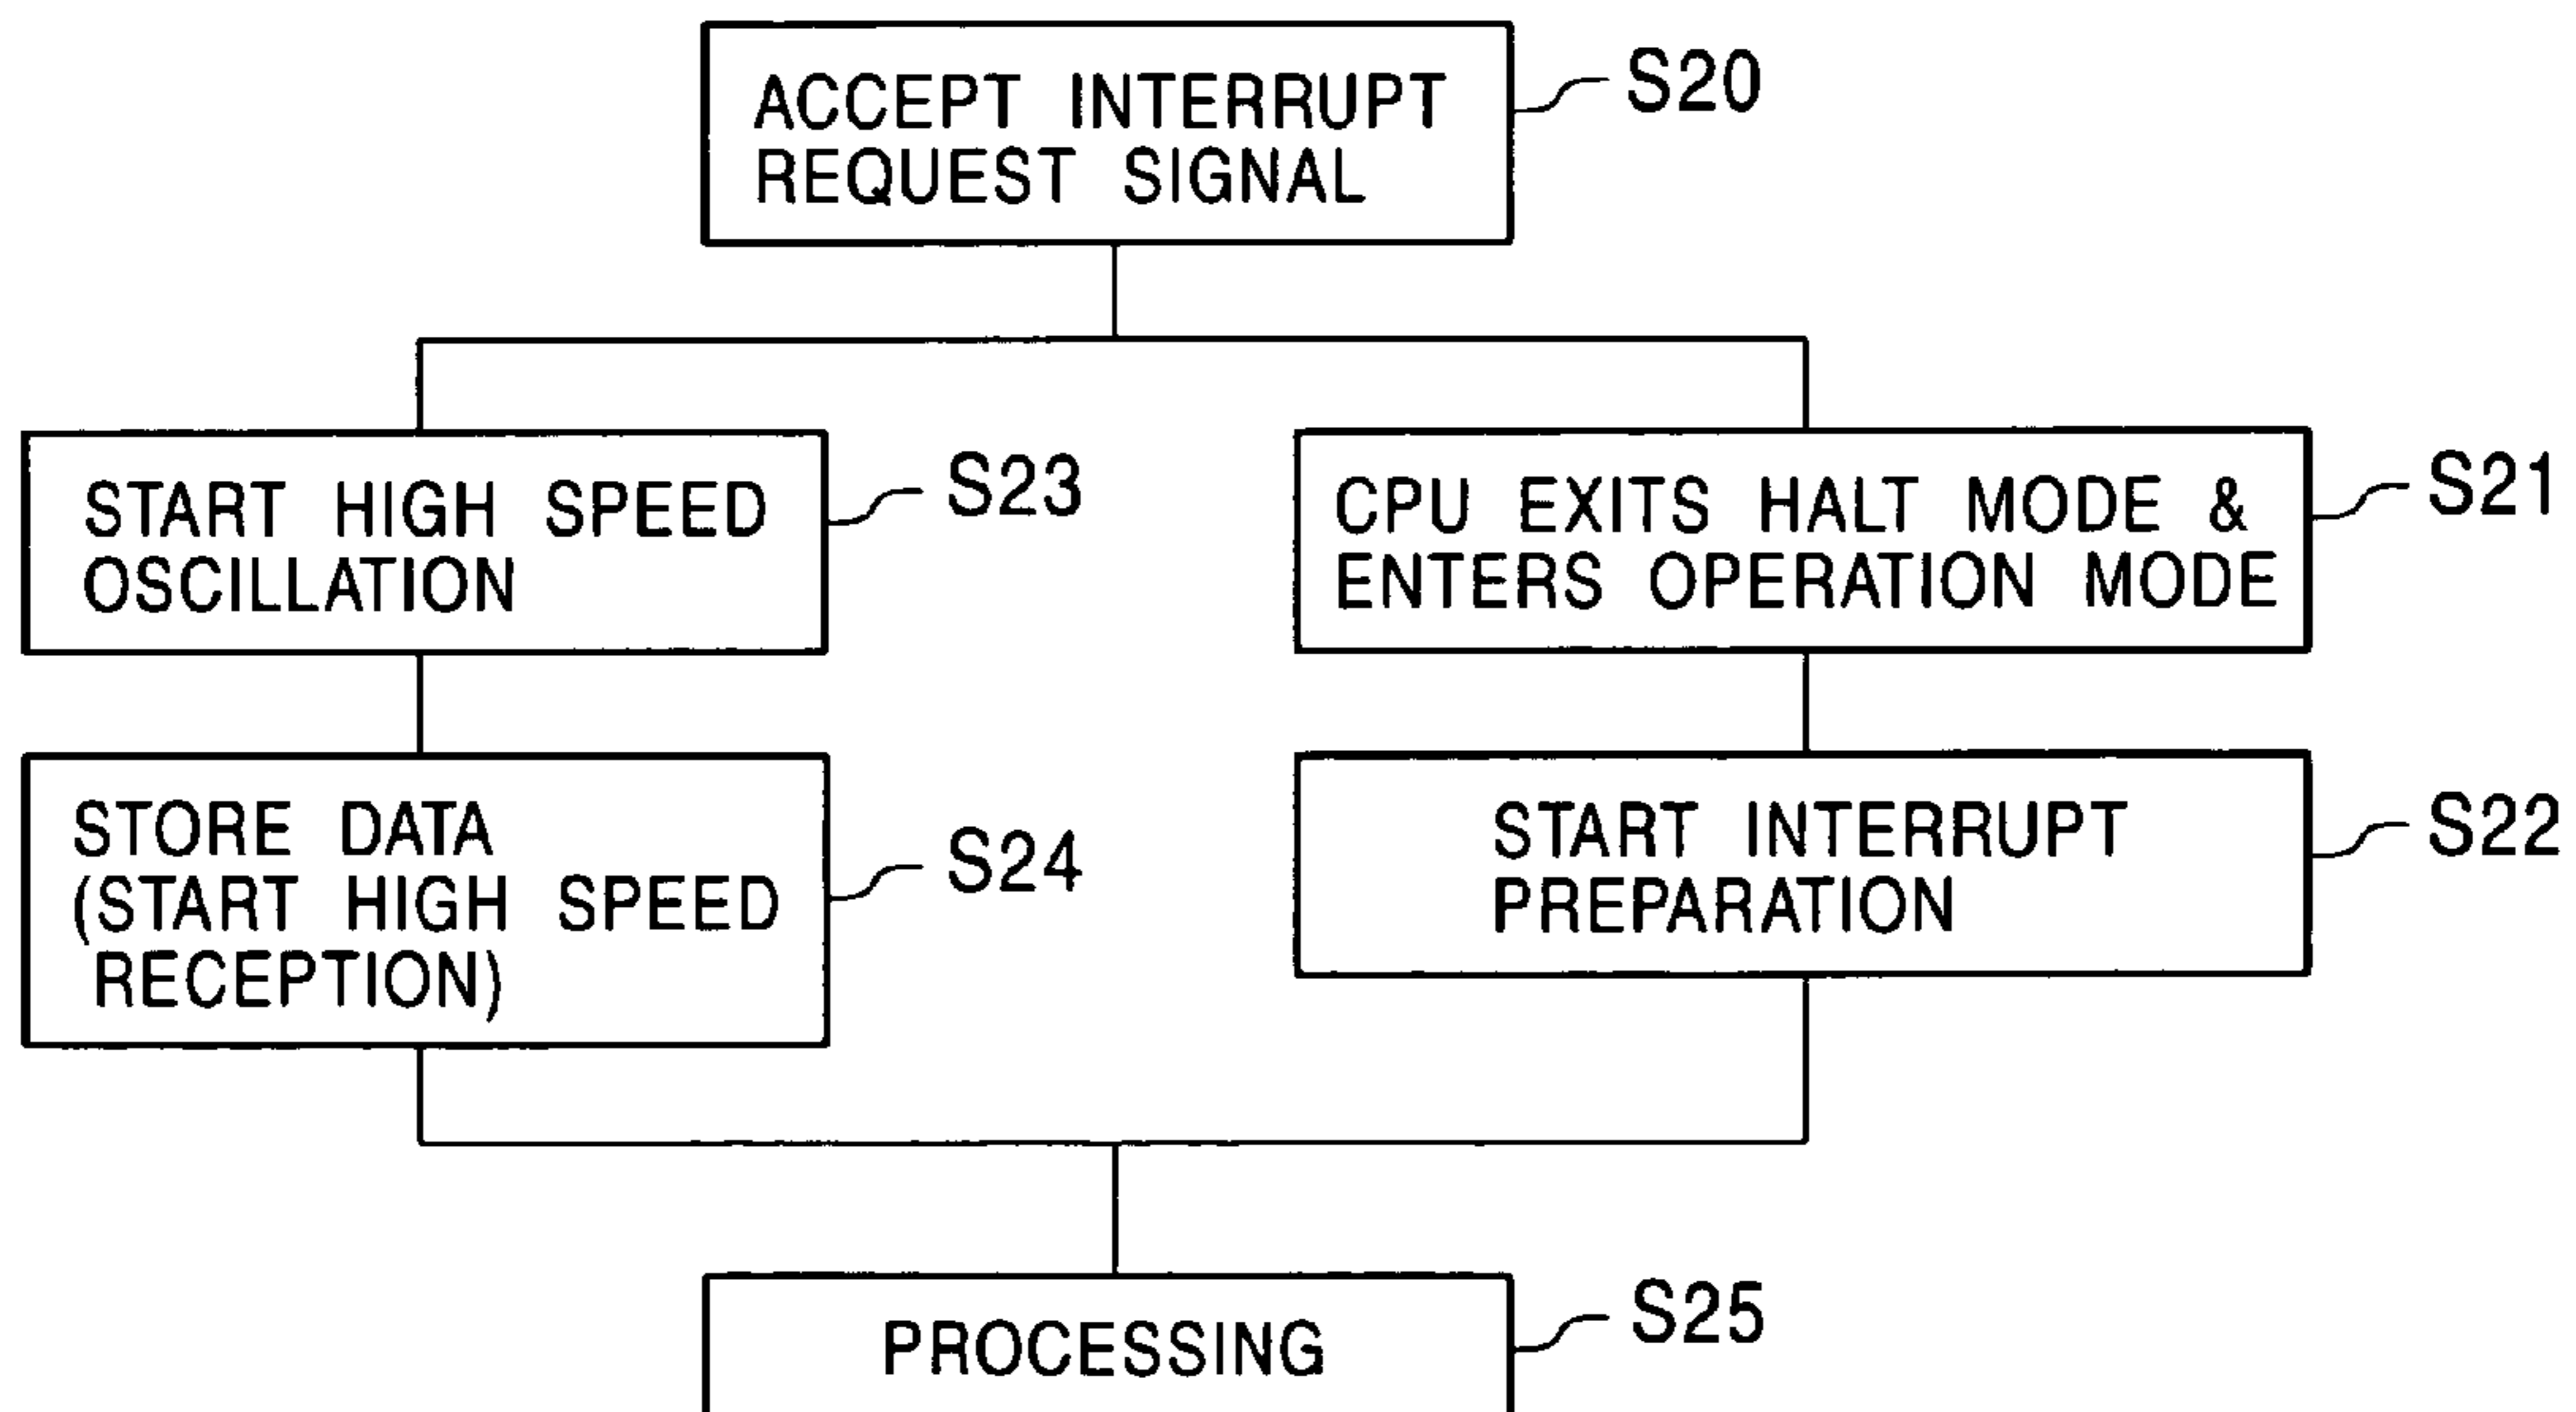 ACCEPT INTERRUPT
REQUEST SIGNAL
S20
START HIGH SPEED
OSCILLATION
S23
CPU EXITS HALT MODE &
ENTERS OPERATION MODE
S21
STORE DATA
(START HIGH SPEED
RECEPTION)
S24
START INTERRUPT
PREPARATION
S22
PROCESSING
S25